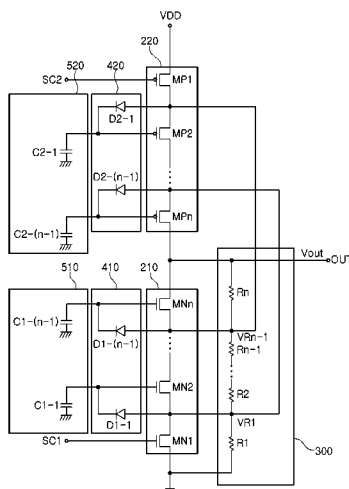 VDD
520
420
220
SC2
MP1
D2-1
MP2
C2-1
D2-(n-1)
C2-(n-1)
MPn
Vout
OUT
510
410
210
Rn
MNn
C1-(n-1)
D1-(n-1)
VRn-1
Rn-1
MN2
R2
C1-1
D1-1
VR1
SC1
MN1
R1
300